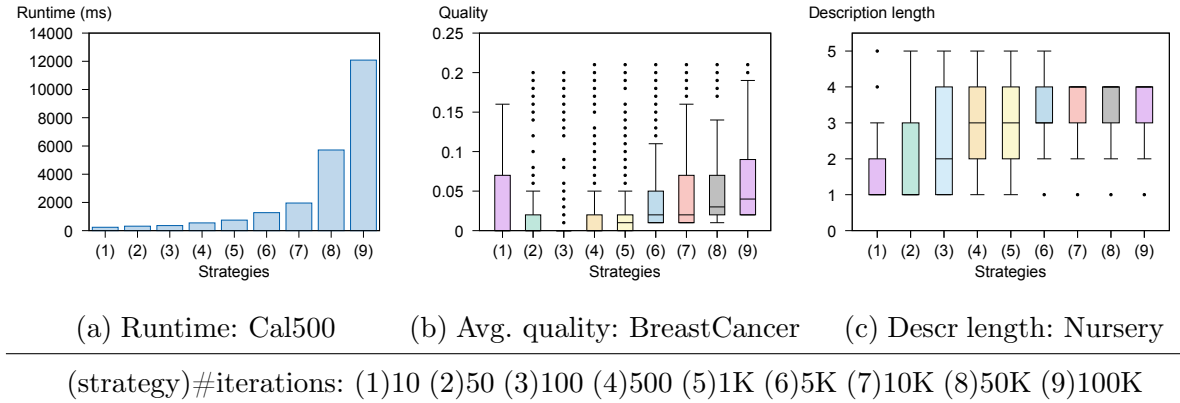 Runtime (ms)
14000
12000
10000
8000
6000
4000
2000
0
(1) (2) (3) (4) (5) (6) (7) (8) (9)
Strategies
(a) Runtime: Cal500
Quality
0.25
0.2
0.15
0.1
0.05
0
(1) (2) (3) (4) (5) (6) (7) (8) (9)
Strategies
(b) Avg. quality: BreastCancer
Description length
5
4
3
2
1
0
(1) (2) (3) (4) (5) (6) (7) (8) (9)
Strategies
(c) Descr length: Nursery
(strategy)#iterations: (1)10 (2)50 (3)100 (4)500 (5)1K (6)5K (7)10K (8)50K (9)100K